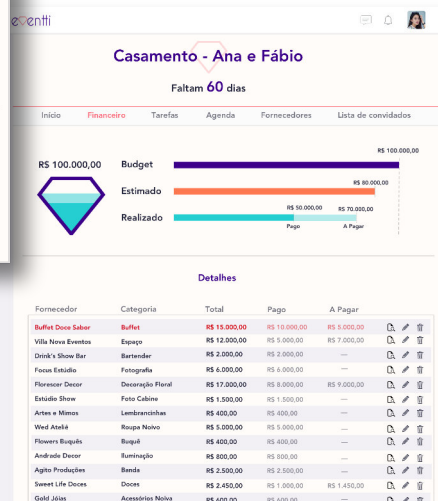 eventti
Casamento - Ana e Fábio
Faltam 60 dias
Início Financeiro Tarefas Agenda Fornecedores Lista de convidados
R$ 100.000,00
R$ 100.000,00 Budget
R$ 80.000,00
Estimado
R$ 50.000,00 R$ 70.000,00
Realizado
Pago A Pagar
Detalhes
Fornecedor Categoria Total Pago A Pagar
Buffet Doce Sabor Buffet R$ 15.000,00 R$ 10.000,00 R$ 5.000,00
Villa Nova Eventos Espaço R$ 12.000,00 R$ 5.000,00 R$ 7.000,00
Drink's Show Bar Bartender R$ 2.000,00 R$ 2.000,00 —
Focus Estúdio Fotografia R$ 6.000,00 R$ 6.000,00 —
Florescer Decor Decoração Floral R$ 17.000,00 R$ 8.000,00 R$ 9.000,00
Estúdio Show Foto Cabine R$ 1.500,00 R$ 1.500,00 —
Artes e Mimos Lembrancinhas R$ 400,00 R$ 400,00 —
Wed Ateliê Roupa Noivo R$ 5.000,00 R$ 5.000,00 —
Flowers Buquês Buquê R$ 400,00 R$ 400,00 —
Andrade Decor Iluminação R$ 800,00 R$ 800,00 —
Agito Produções Banda R$ 2.500,00 R$ 2.500,00 —
Sweet Life Doces Doces R$ 2.450,00 R$ 1.000,00 R$ 1.450,00
Gold Jóias Acessórios Noiva R$ 600,00 R$ 600,00 —